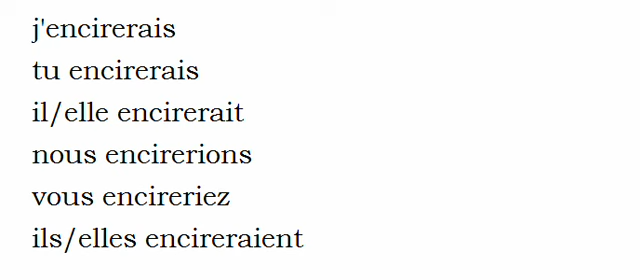 j'encirerais
tu encirerais
il/elle encirerait
nous encirerions
vous encireriez
ils/elles encireraient